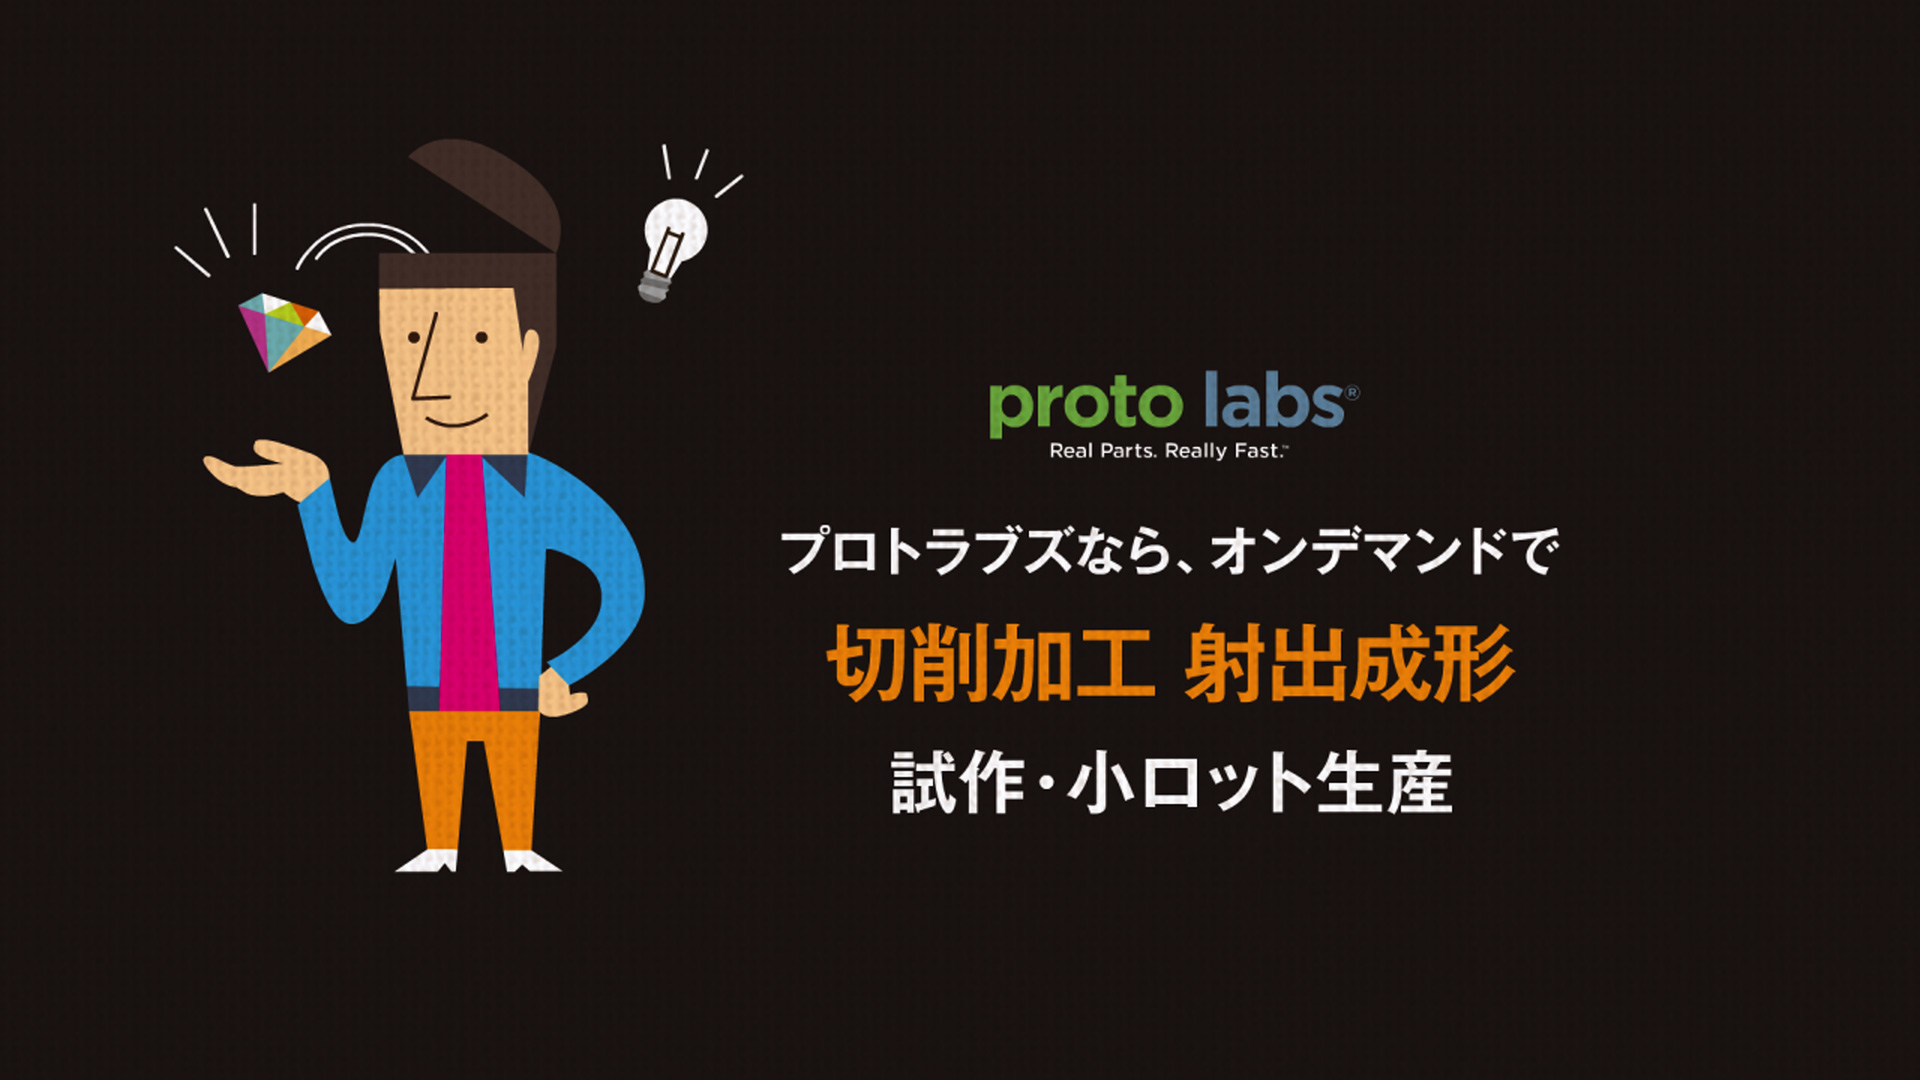 proto labs®
Real Parts. Really Fast.™
プロトラブズなら、オンデマンドで
切削加工 射出成形
試作・小ロット生産